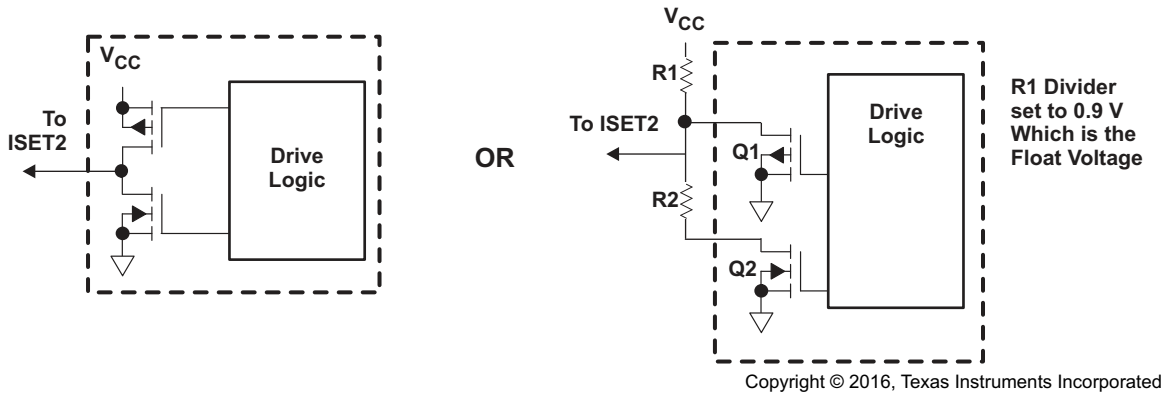 VCC
To
ISET2
Drive
Logic
OR
VCC
R1
To ISET2
R2
Q1
Q2
Drive
Logic
R1 Divider
set to 0.9 V
Which is the
Float Voltage
Copyright © 2016, Texas Instruments Incorporated